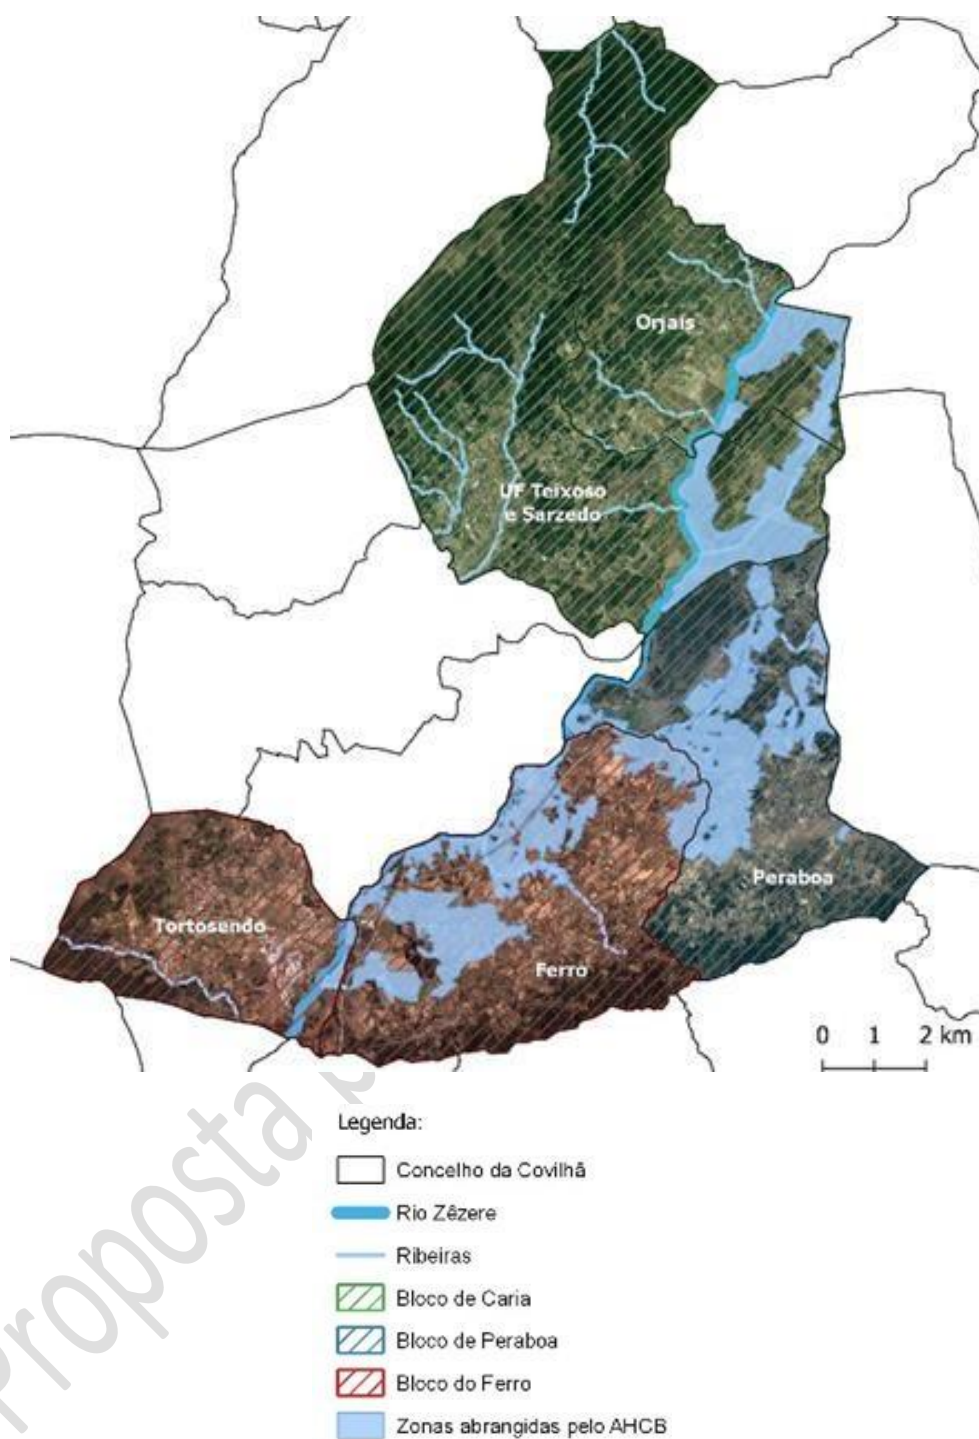 Orjais
UF Teixoso
e Sarzedo
Peraboa
Tortosendo
Ferro
0 1 2 km
Proposta
Legenda:
Concelho da Covilhã
Rio Zêzere
Ribeiras
Bloco de Caria
Bloco de Peraboa
Bloco do Ferro
Zonas abrangidas pelo AHCB